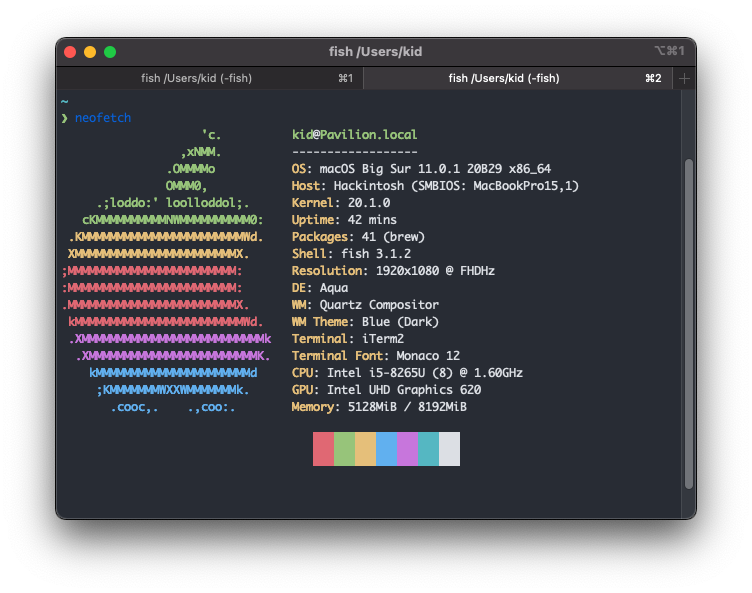 fish /Users/kid ⌥⌘1
fish /Users/kid (-fish) ⌘1 fish /Users/kid (-fish) ⌘2 +
~
❯ neofetch
'c. kid@Pavilion.local
,xNMM. ------------------
.OMMMMo OS: macOS Big Sur 11.0.1 20B29 x86_64
OMMM0, Host: Hackintosh (SMBIOS: MacBookPro15,1)
.;loddo:' loolloddol;. Kernel: 20.1.0
cKMMMMMMMMMMNWMMMMMMMMMM0: Uptime: 42 mins
.KMMMMMMMMMMMMMMMMMMMMMMMWd. Packages: 41 (brew)
XMMMMMMMMMMMMMMMMMMMMMMMX. Shell: fish 3.1.2
;MMMMMMMMMMMMMMMMMMMMMMMM: Resolution: 1920x1080 @ FHDHz
:MMMMMMMMMMMMMMMMMMMMMMMM: DE: Aqua
.MMMMMMMMMMMMMMMMMMMMMMMMX. WM: Quartz Compositor
kMMMMMMMMMMMMMMMMMMMMMMMMWd. WM Theme: Blue (Dark)
.XMMMMMMMMMMMMMMMMMMMMMMMMMMk Terminal: iTerm2
.XMMMMMMMMMMMMMMMMMMMMMMMMK. Terminal Font: Monaco 12
kMMMMMMMMMMMMMMMMMMMMMMd CPU: Intel i5-8265U (8) @ 1.60GHz
;KMMMMMMMWXXWMMMMMMMk. GPU: Intel UHD Graphics 620
.cooc,. .,coo:. Memory: 5128MiB / 8192MiB